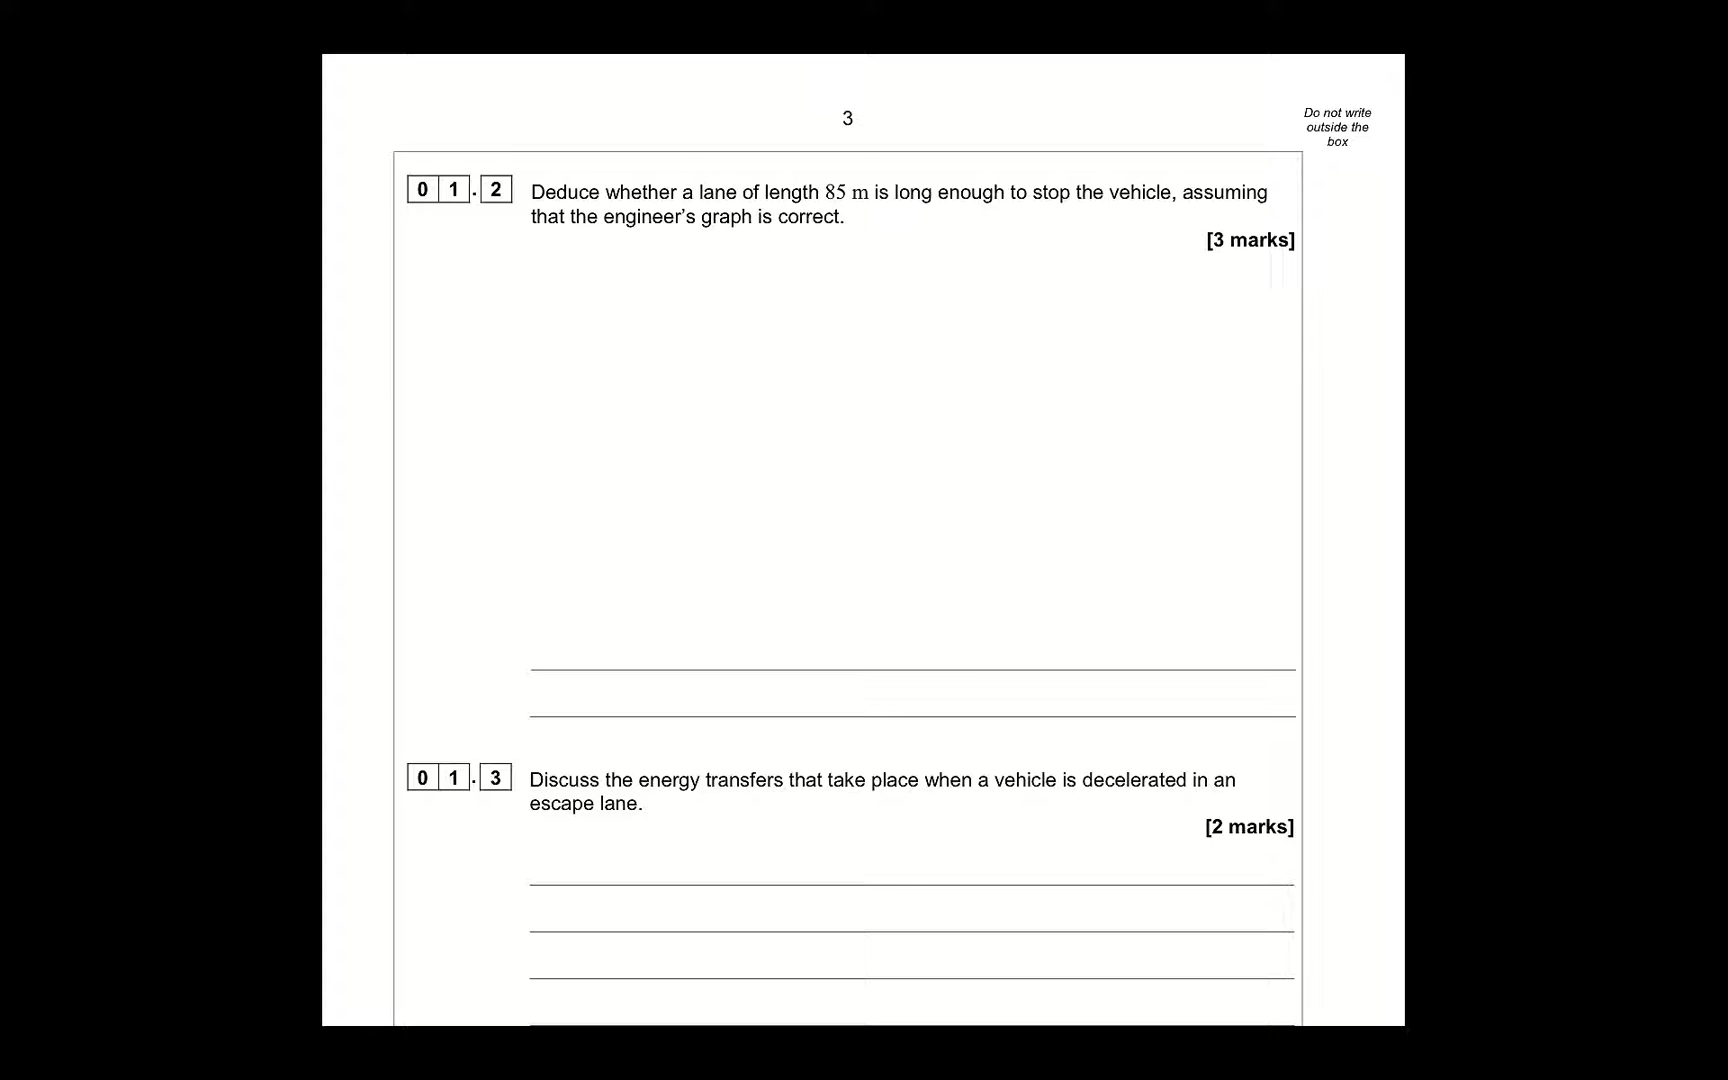 3
Do not write
outside the
box
0 1 . 2 Deduce whether a lane of length 85 m is long enough to stop the vehicle, assuming
that the engineer’s graph is correct.
[3 marks]
0 1 . 3 Discuss the energy transfers that take place when a vehicle is decelerated in an
escape lane.
[2 marks]